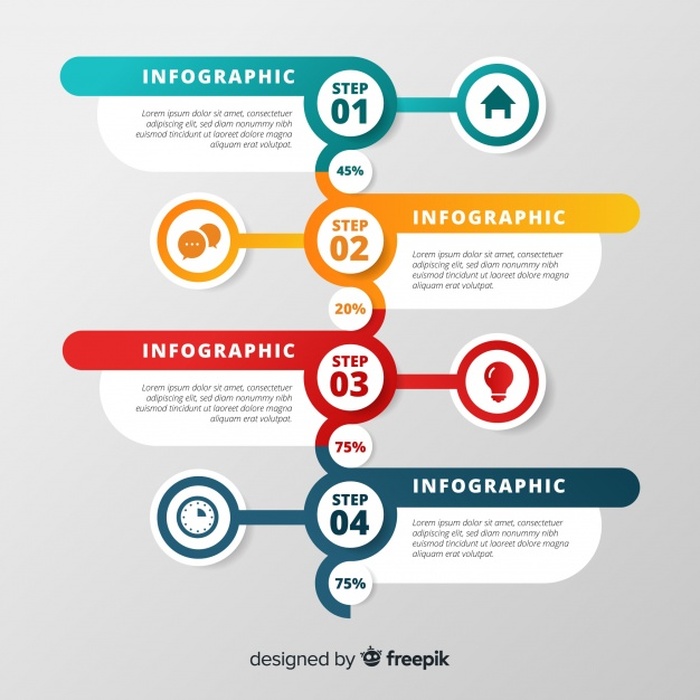 INFOGRAPHIC
STEP
01
Lorem ipsum dolor sit amet, consectetuer
adipiscing elit, sed diam nonummy nibh
euismod tincidunt ut laoreet dolore magna
aliquam erat volutpat.
45%
STEP
02
INFOGRAPHIC
Lorem ipsum dolor sit amet, consectetuer
adipiscing elit, sed diam nonummy nibh
euismod tincidunt ut laoreet dolore magna
aliquam erat volutpat.
20%
INFOGRAPHIC
STEP
03
Lorem ipsum dolor sit amet, consectetuer
adipiscing elit, sed diam nonummy nibh
euismod tincidunt ut laoreet dolore magna
aliquam erat volutpat.
75%
STEP
04
INFOGRAPHIC
Lorem ipsum dolor sit amet, consectetuer
adipiscing elit, sed diam nonummy nibh
euismod tincidunt ut laoreet dolore magna
aliquam erat volutpat.
75%
designed by freepik